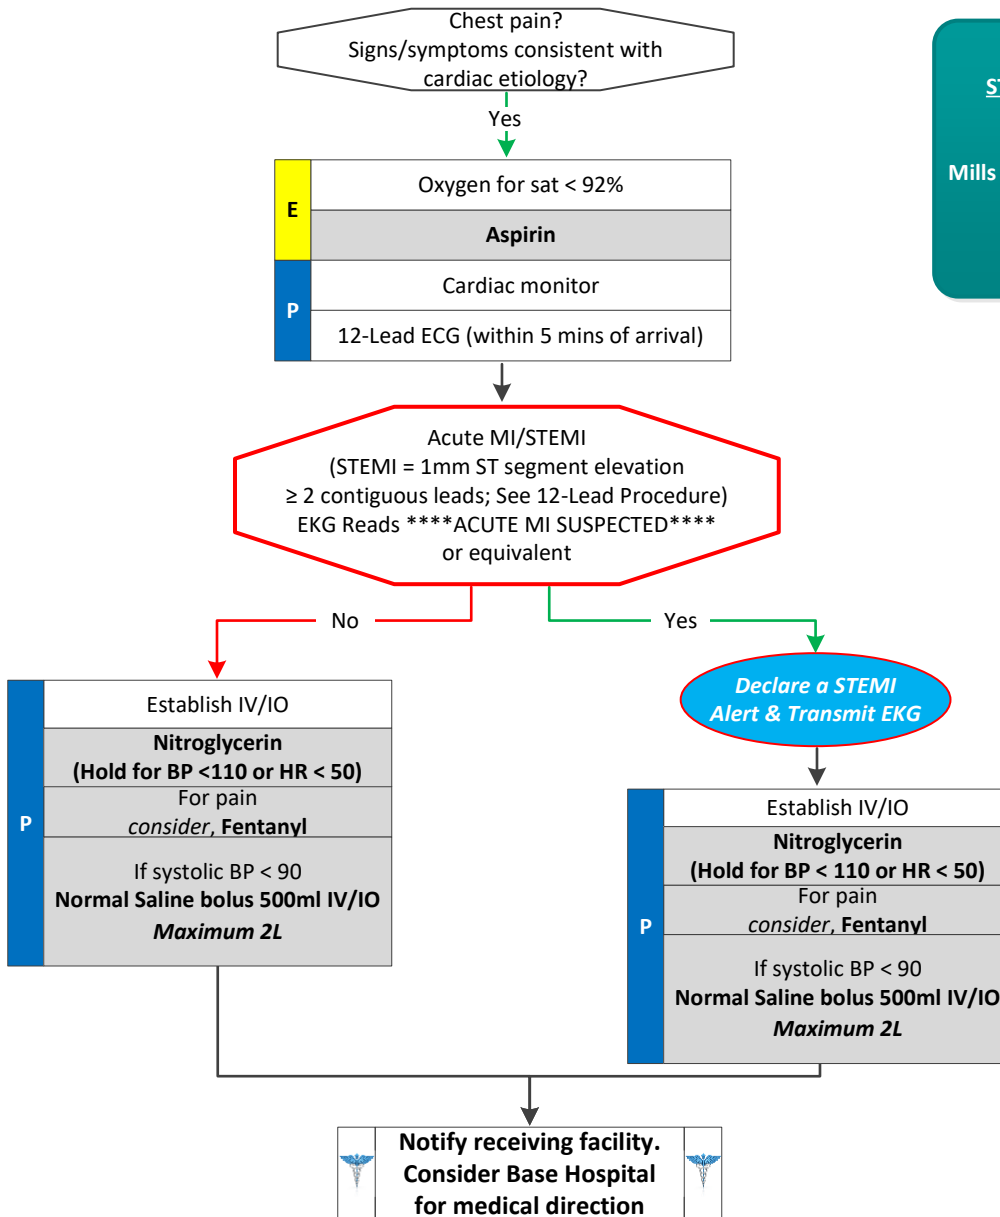 Chest pain?
Signs/symptoms consistent with
cardiac etiology?
Yes
E
Oxygen for sat < 92%
Aspirin
P
Cardiac monitor
12-Lead ECG (within 5 mins of arrival)
ST
Mills
Acute MI/STEMI
(STEMI = 1mm ST segment elevation
≥ 2 contiguous leads; See 12-Lead Procedure)
EKG Reads ****ACUTE MI SUSPECTED****
or equivalent
No
Yes
Declare a STEMI
Alert & Transmit EKG
P
Establish IV/IO
Nitroglycerin
(Hold for BP <110 or HR < 50)
For pain
consider, Fentanyl
If systolic BP < 90
Normal Saline bolus 500ml IV/IO
Maximum 2L
P
Establish IV/IO
Nitroglycerin
(Hold for BP < 110 or HR < 50)
For pain
consider, Fentanyl
If systolic BP < 90
Normal Saline bolus 500ml IV/IO
Maximum 2L
Notify receiving facility.
Consider Base Hospital
for medical direction